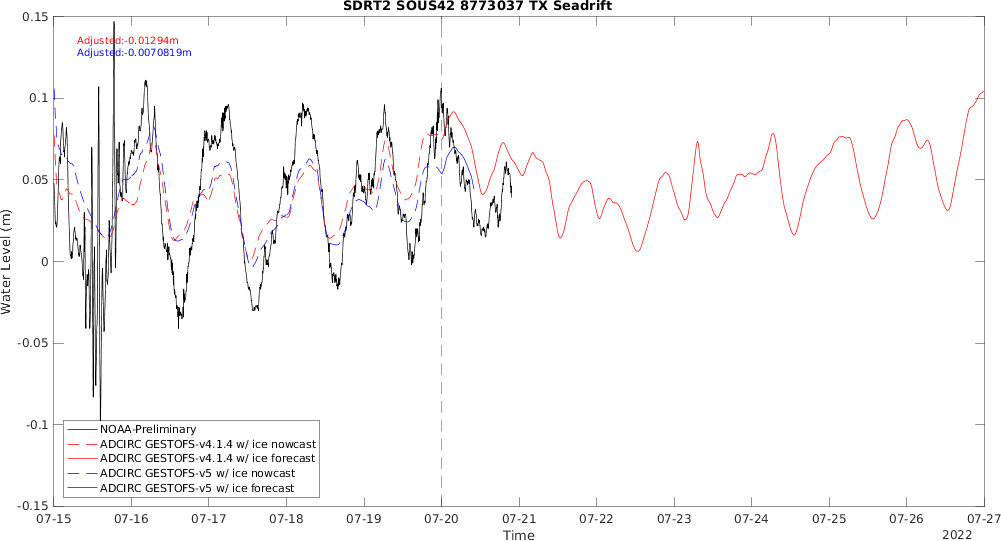 SDRT2 SOUS42 8773037 TX Seadrift
0.15
Adjusted:-0.01294m
Adjusted:-0.0070819m
0.1
0.05
0
-0.05
-0.1
-0.15
Water Level (m)
NOAA-Preliminary
ADCIRC GESTOFS-v4.1.4 w/ ice nowcast
ADCIRC GESTOFS-v4.1.4 w/ ice forecast
ADCIRC GESTOFS-v5 w/ ice nowcast
ADCIRC GESTOFS-v5 w/ ice forecast
07-15 07-16 07-17 07-18 07-19 07-20 07-21 07-22 07-23 07-24 07-25 07-26 07-27
Time
2022